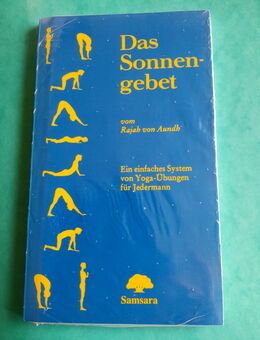 Das
Sonnen-
gebet
vom
Rajah von Aundh
Ein einfaches System
von Yoga-Übungen
für Jedermann
Samsara